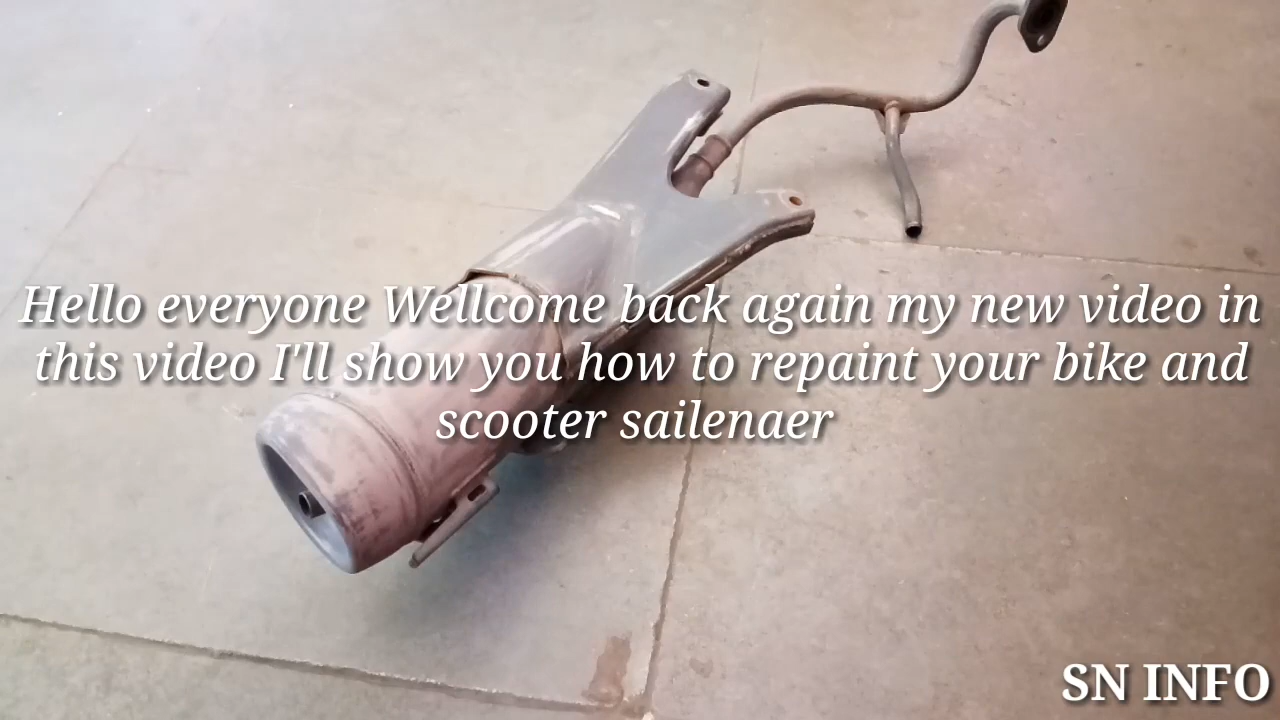 Hello everyone Wellcome back again my new video in
this video I'll show you how to repaint your bike and
scooter sailenaer
SN INFO